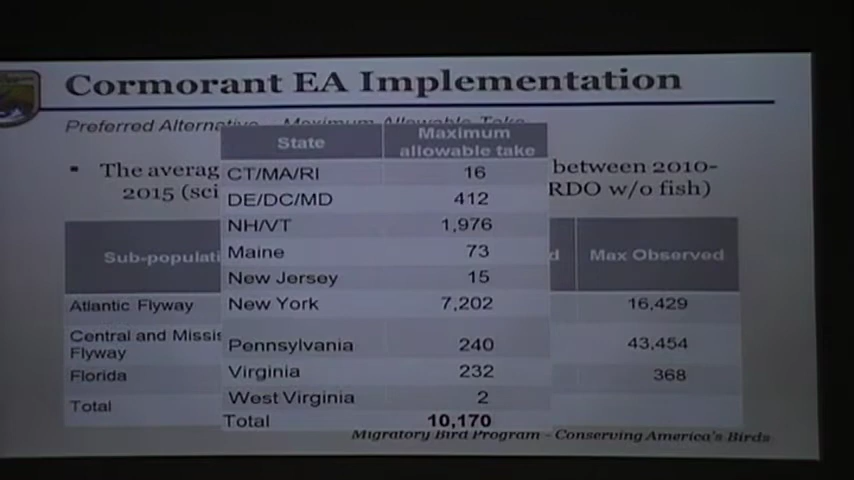 Cormorant EA Implementation
Preferred Alternative - Maximum Allowable Take
The averag
between 2010-
2015 (sci
RDO w/o fish)
State Maximum allowable take
CT/MA/RI 16
DE/DC/MD 412
NH/VT 1,976
Maine 73
New Jersey 15
New York 7,202
Pennsylvania 240
Virginia 232
West Virginia 2
Total 10,170
Sub-populati
d Max Observed
Atlantic Flyway 16,429
Central and Missis
Flyway 43,454
Florida 368
Total
Migratory Bird Program - Conserving America's Birds